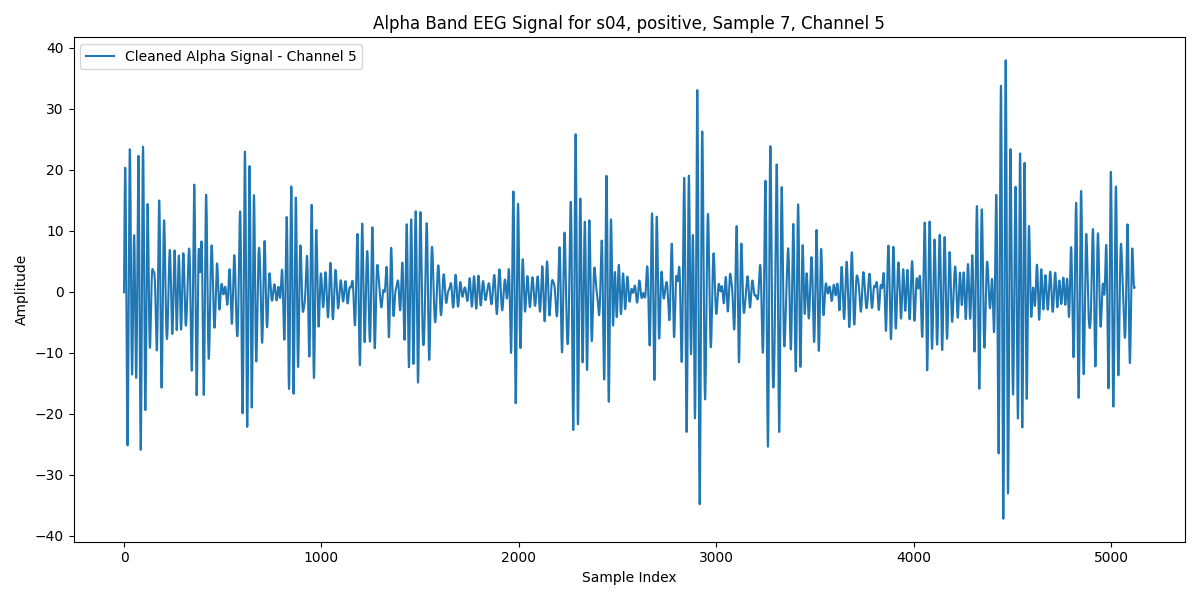 Alpha Band EEG Signal for s04, positive, Sample 7, Channel 5
Cleaned Alpha Signal - Channel 5
40
30
20
10
0
−10
−20
−30
−40
Amplitude
0 1000 2000 3000 4000 5000
Sample Index